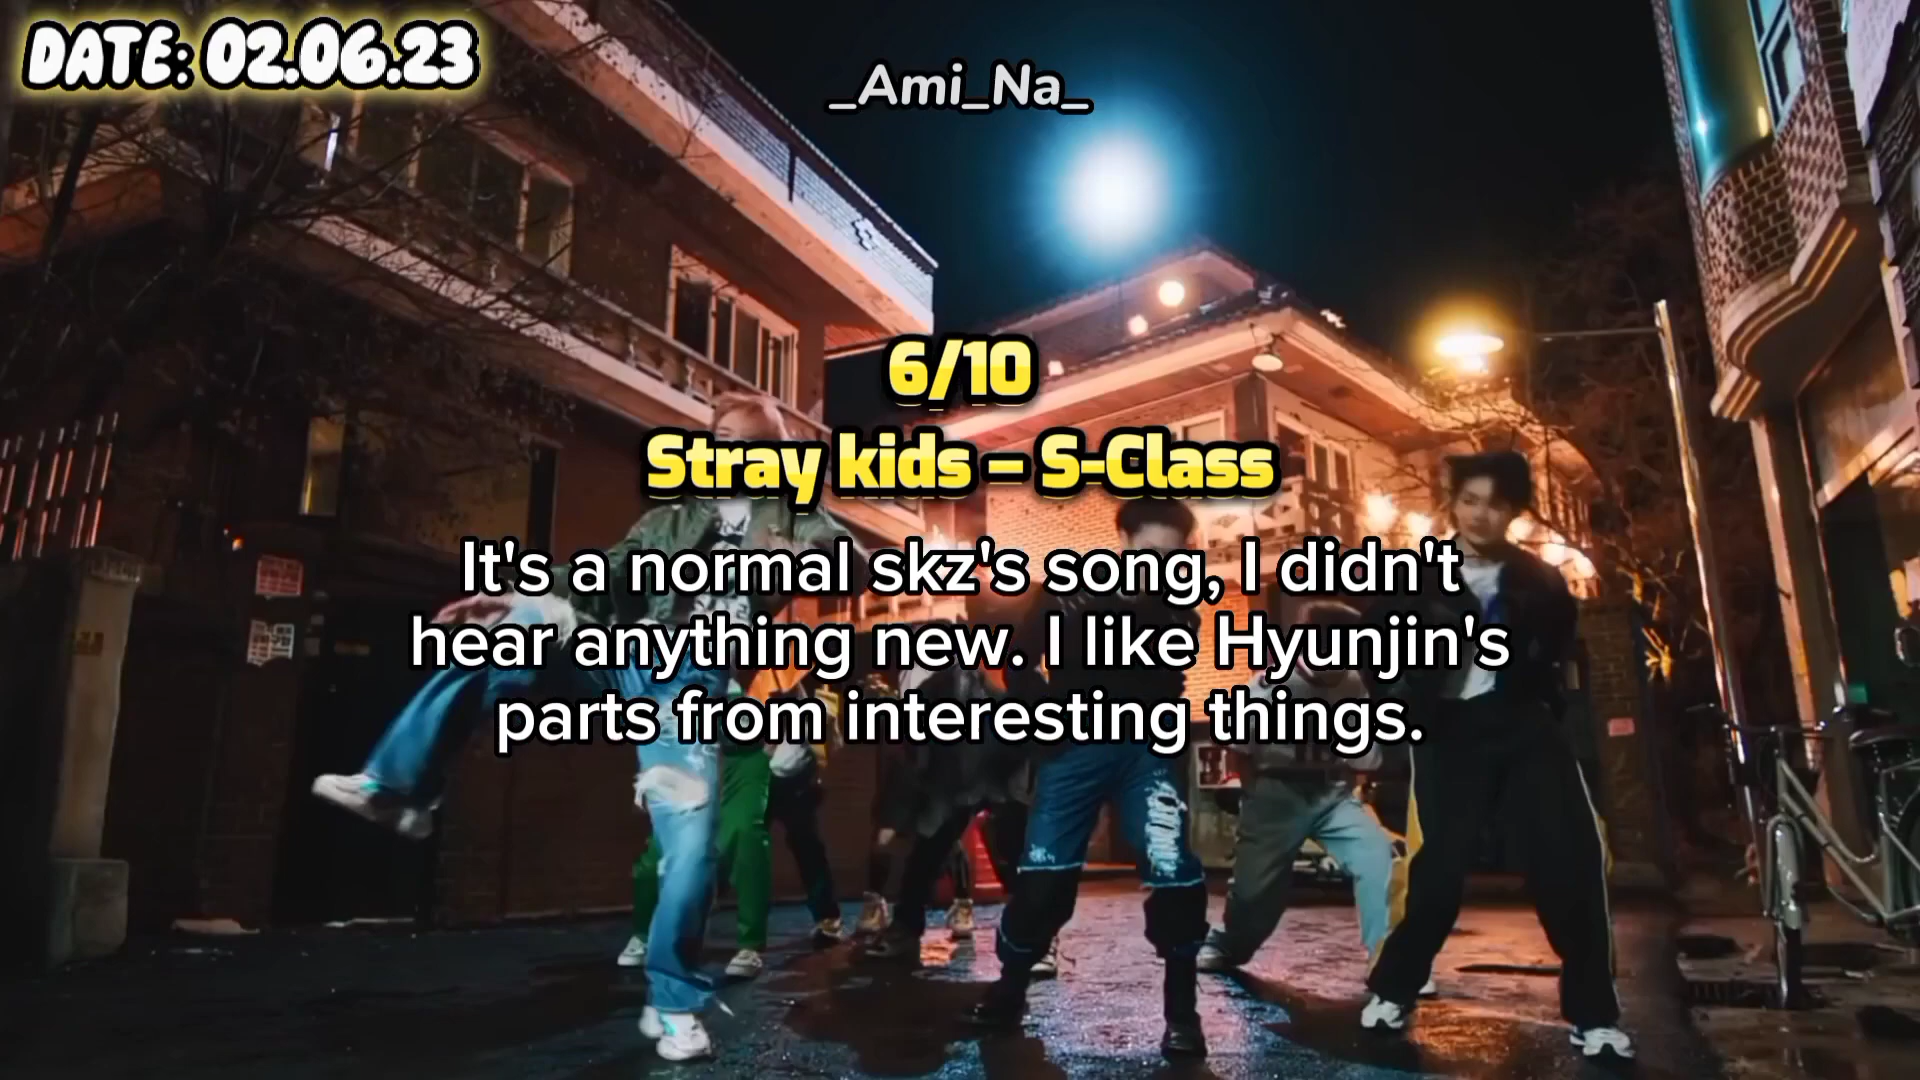 DATE: 02.06.23
_Ami_Na_
6/10
Stray kids – S-Class
It's a normal skz's song, I didn't
hear anything new. I like Hyunjin's
parts from interesting things.